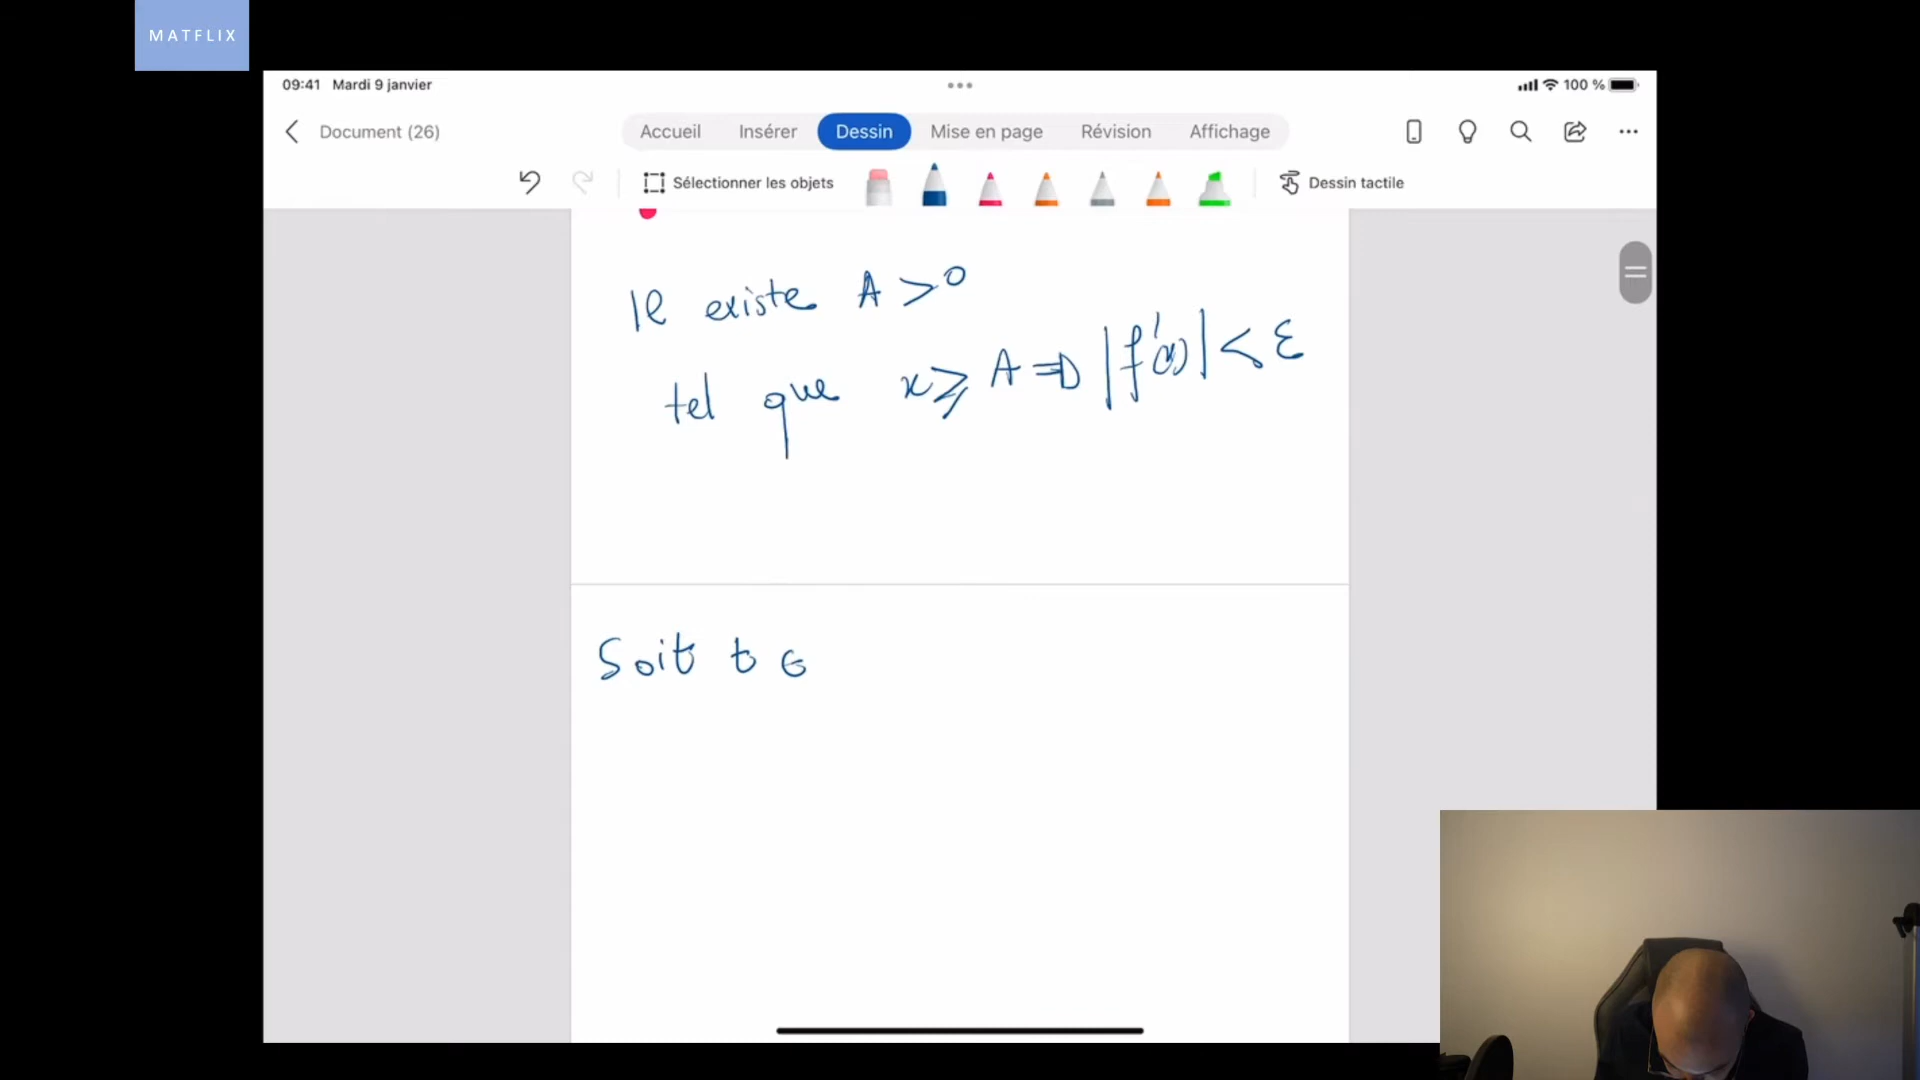 MATFLIX
09:41 Mardi 9 janvier
100 %
Document (26)
Accueil Insérer Dessin Mise en page Révision Affichage
Sélectionner les objets
Dessin tactile
Il existe A > 0
tel que x ⩾ A ⇒ |f'(x)| < ε
Soit t ∈